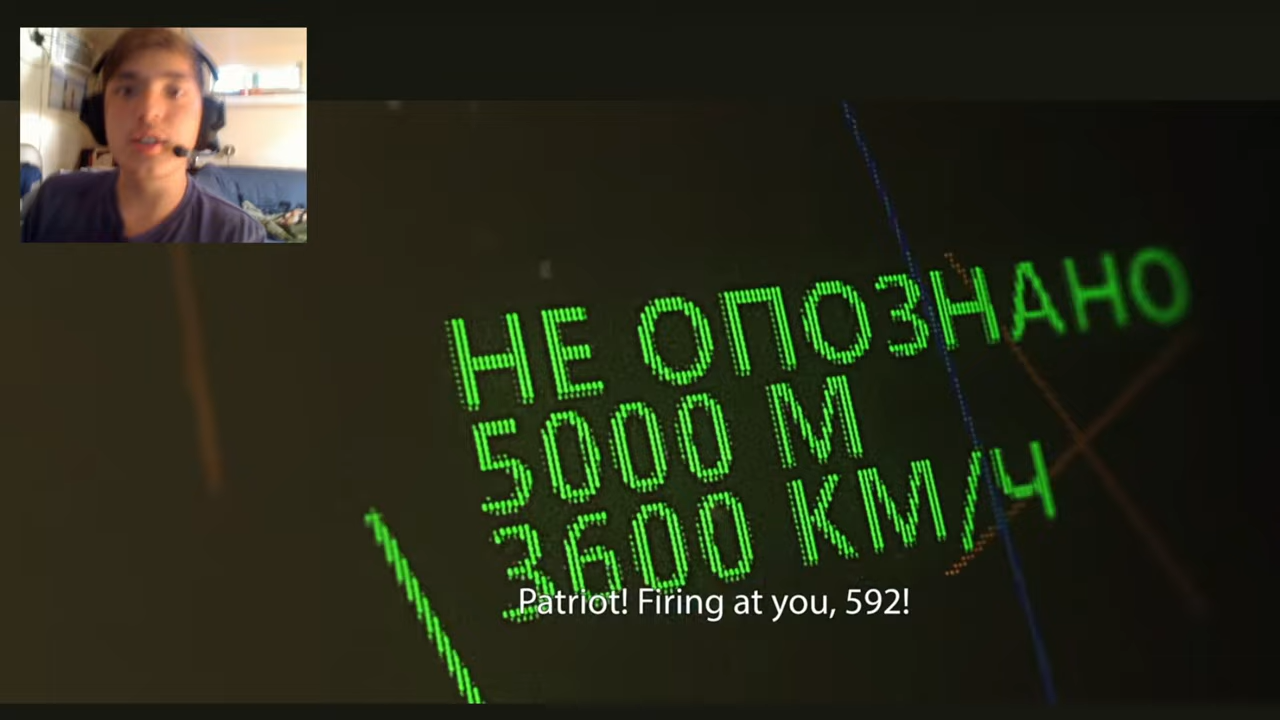 НЕ ОПОЗНАНО
5000 М
3600 КМ/Ч
Patriot! Firing at you, 592!